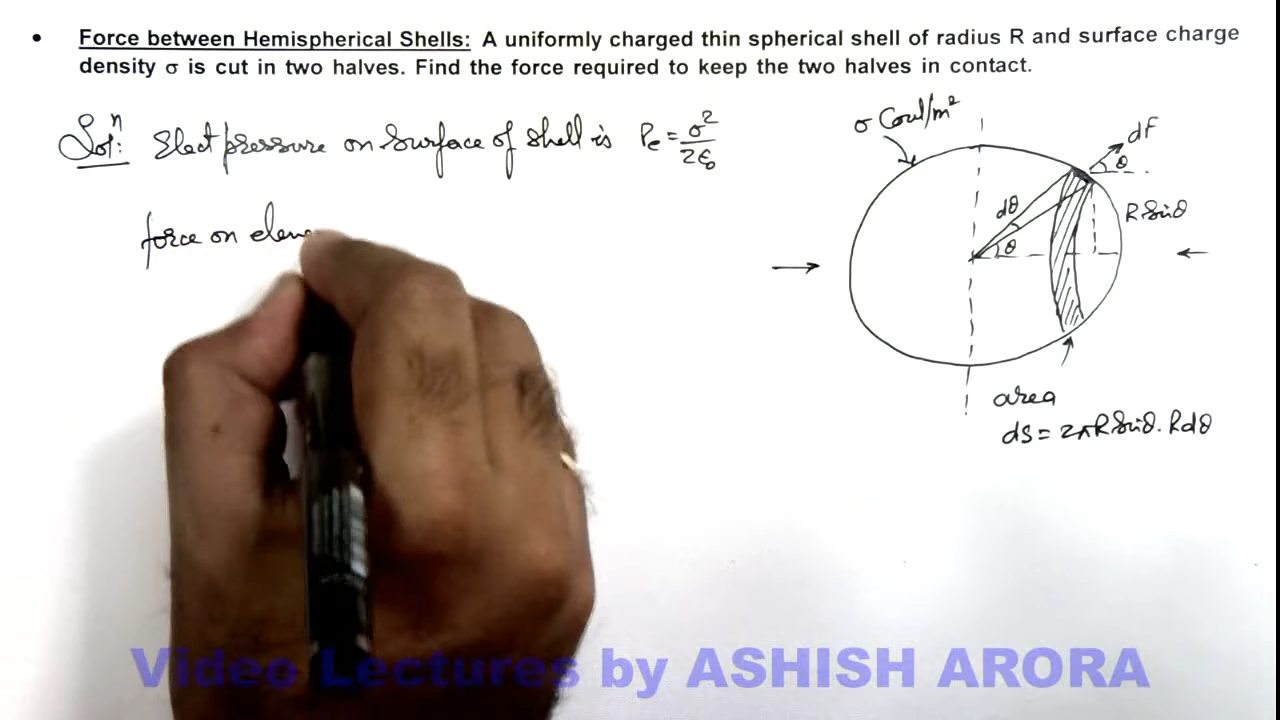 • Force between Hemispherical Shells: A uniformly charged thin spherical shell of radius R and surface charge
density σ is cut in two halves. Find the force required to keep the two halves in contact.
Solⁿ: Elect pressure on surface of shell is Pe = σ²/2ε₀
force on elem
σ Coul/m²
dF
θ
dθ
R sinθ
θ
area
ds = 2πR sinθ. R dθ
Video Lectures by ASHISH ARORA